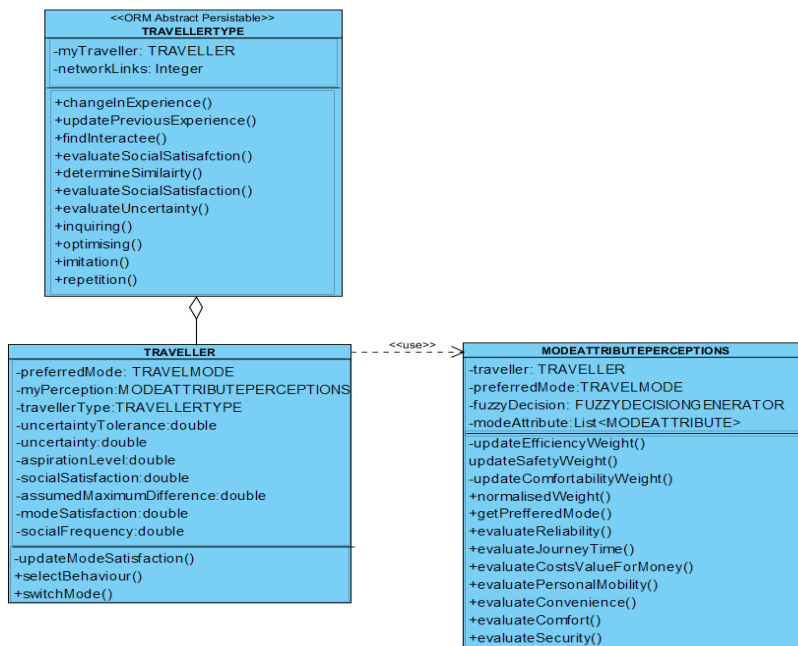 <<ORM Abstract Persistable>>
TRAVELLERTYPE
-myTraveller: TRAVELLER
-networkLinks: Integer
+changeInExperience()
+updatePreviousExperience()
+findInteractee()
+evaluateSocialSatisafction()
+determineSimilairty()
+evaluateSocialSatisfaction()
+evaluateUncertainty()
+inquiring()
+optimising()
+imitation()
+repetition()
TRAVELLER
-preferredMode: TRAVELMODE
-myPerception:MODEATTRIBUTEPERCEPTIONS
-travellerType:TRAVELLERTYPE
-uncertaintyTolerance:double
-uncertainty:double
-aspirationLevel:double
-socialSatisfaction:double
-assumedMaximumDifference:double
-modeSatisfaction:double
-socialFrequency:double
-updateModeSatisfaction()
+selectBehaviour()
+switchMode()
<<use>>
MODEATTRIBUTEPERCEPTIONS
-traveller: TRAVELLER
-preferredMode:TRAVELMODE
-fuzzyDecision: FUZZYDECISIONGENERATOR
-modeAttribute:List<MODEATTRIBUTE>
-updateEfficiencyWeight()
updateSafetyWeight()
-updateComfortabilityWeight()
+normalisedWeight()
+getPrefferedMode()
+evaluateReliability()
+evaluateJourneyTime()
+evaluateCostsValueForMoney()
+evaluatePersonalMobility()
+evaluateConvenience()
+evaluateComfort()
+evaluateSecurity()